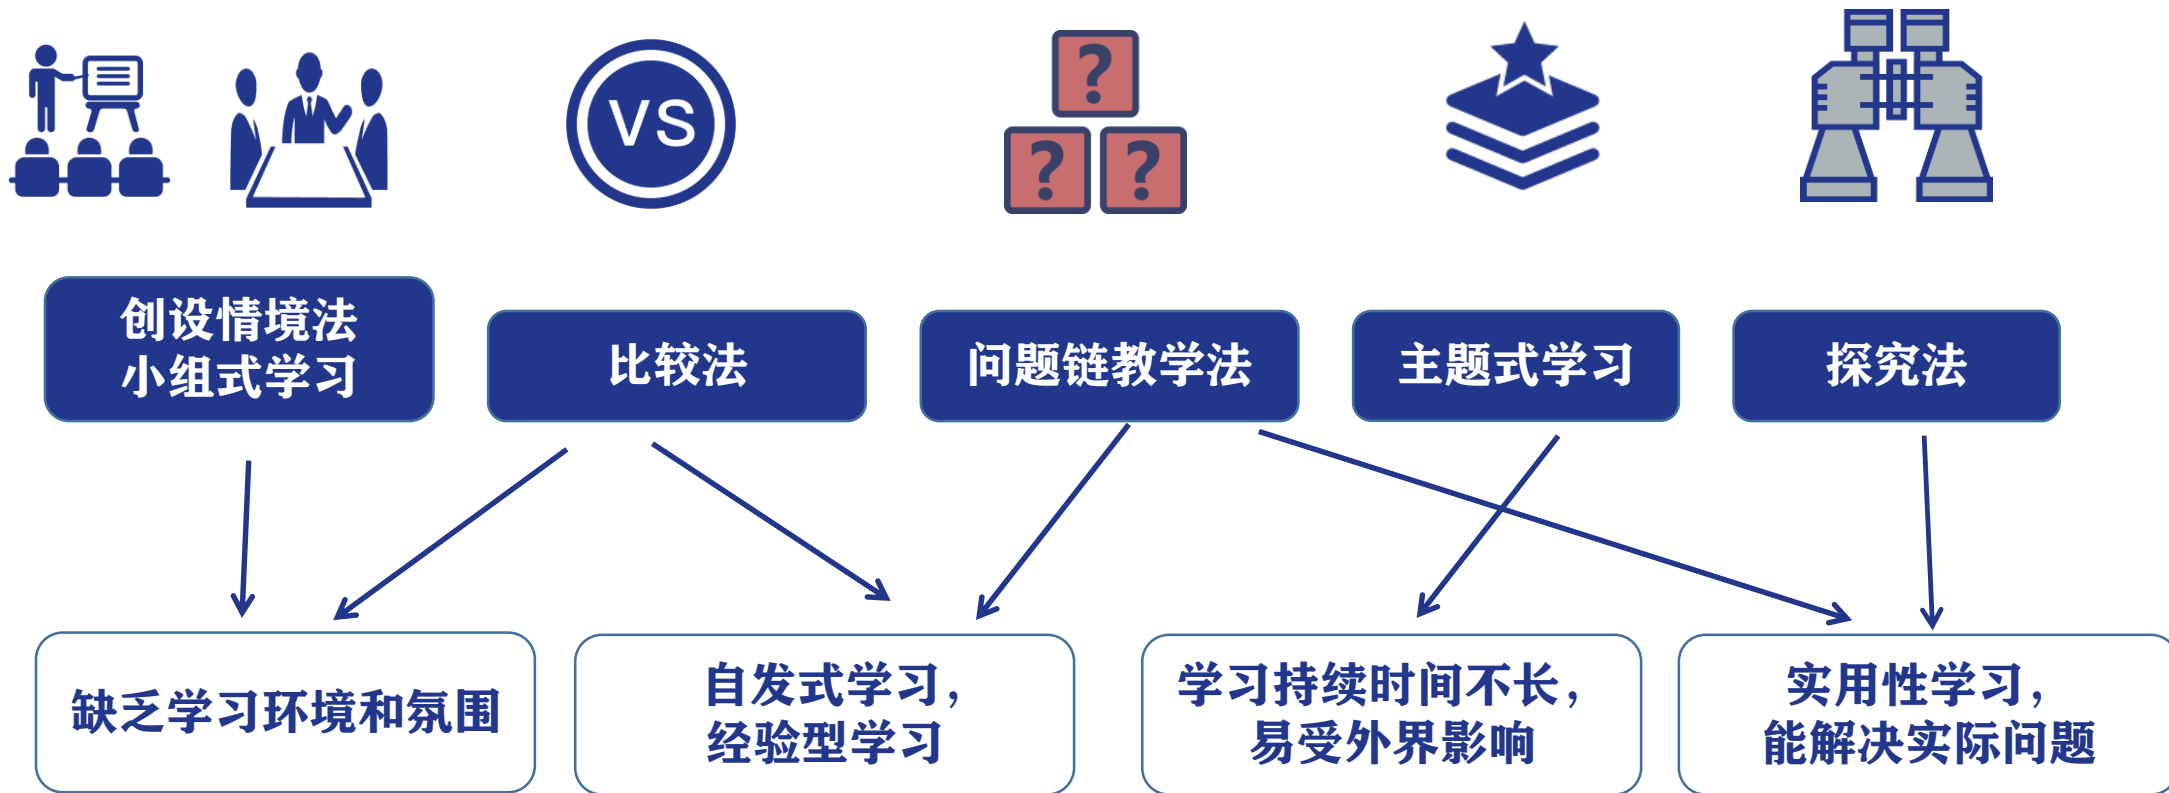 VS
?
? ?
创设情境法
小组式学习
比较法
问题链教学法
主题式学习
探究法
缺乏学习环境和氛围
自发式学习，
经验型学习
学习持续时间不长，
易受外界影响
实用性学习，
能解决实际问题